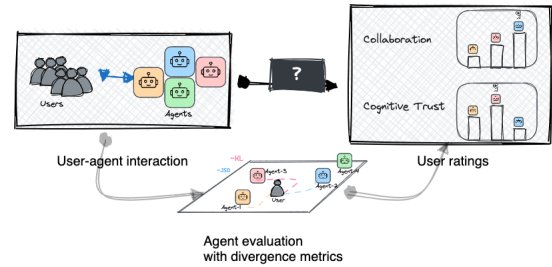 Collaboration
?
Users
Agents
Cognitive Trust
User-agent interaction
User ratings
~KL
~JSD
Agent-3
Agent-4
Agent-2
User
Agent-1
Agent evaluation
with divergence metrics